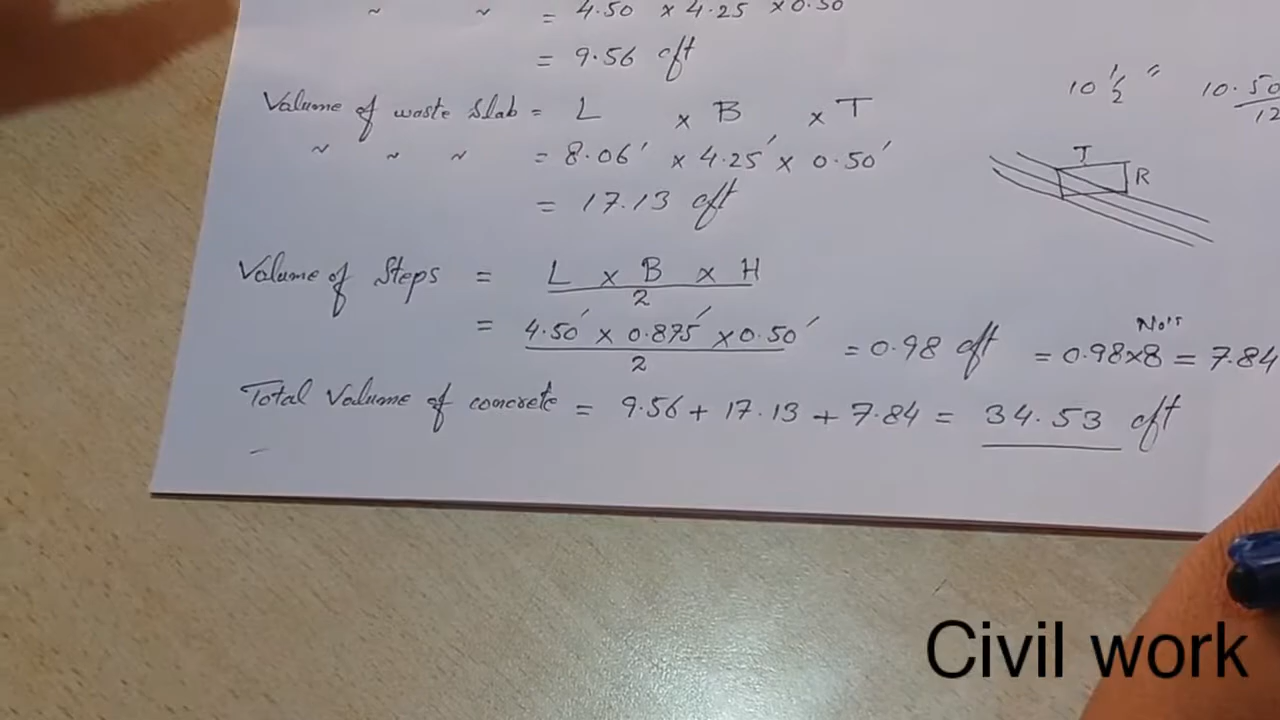 ~ ~ = 4.50 x 4.25 x 0.50
= 9.56 cft
10 1/2 " 10.50
12
Volume of waste Slab = L x B x T
~ ~ ~ = 8.06' x 4.25' x 0.50'
= 17.13 cft
T
R
Volume of Steps = L x B x H
2
= 4.50' x 0.875' x 0.50' = 0.98 cft = 0.98x8 = 7.84
Nos
2
Total Volume of concrete = 9.56 + 17.13 + 7.84 = 34.53 cft
Civil work